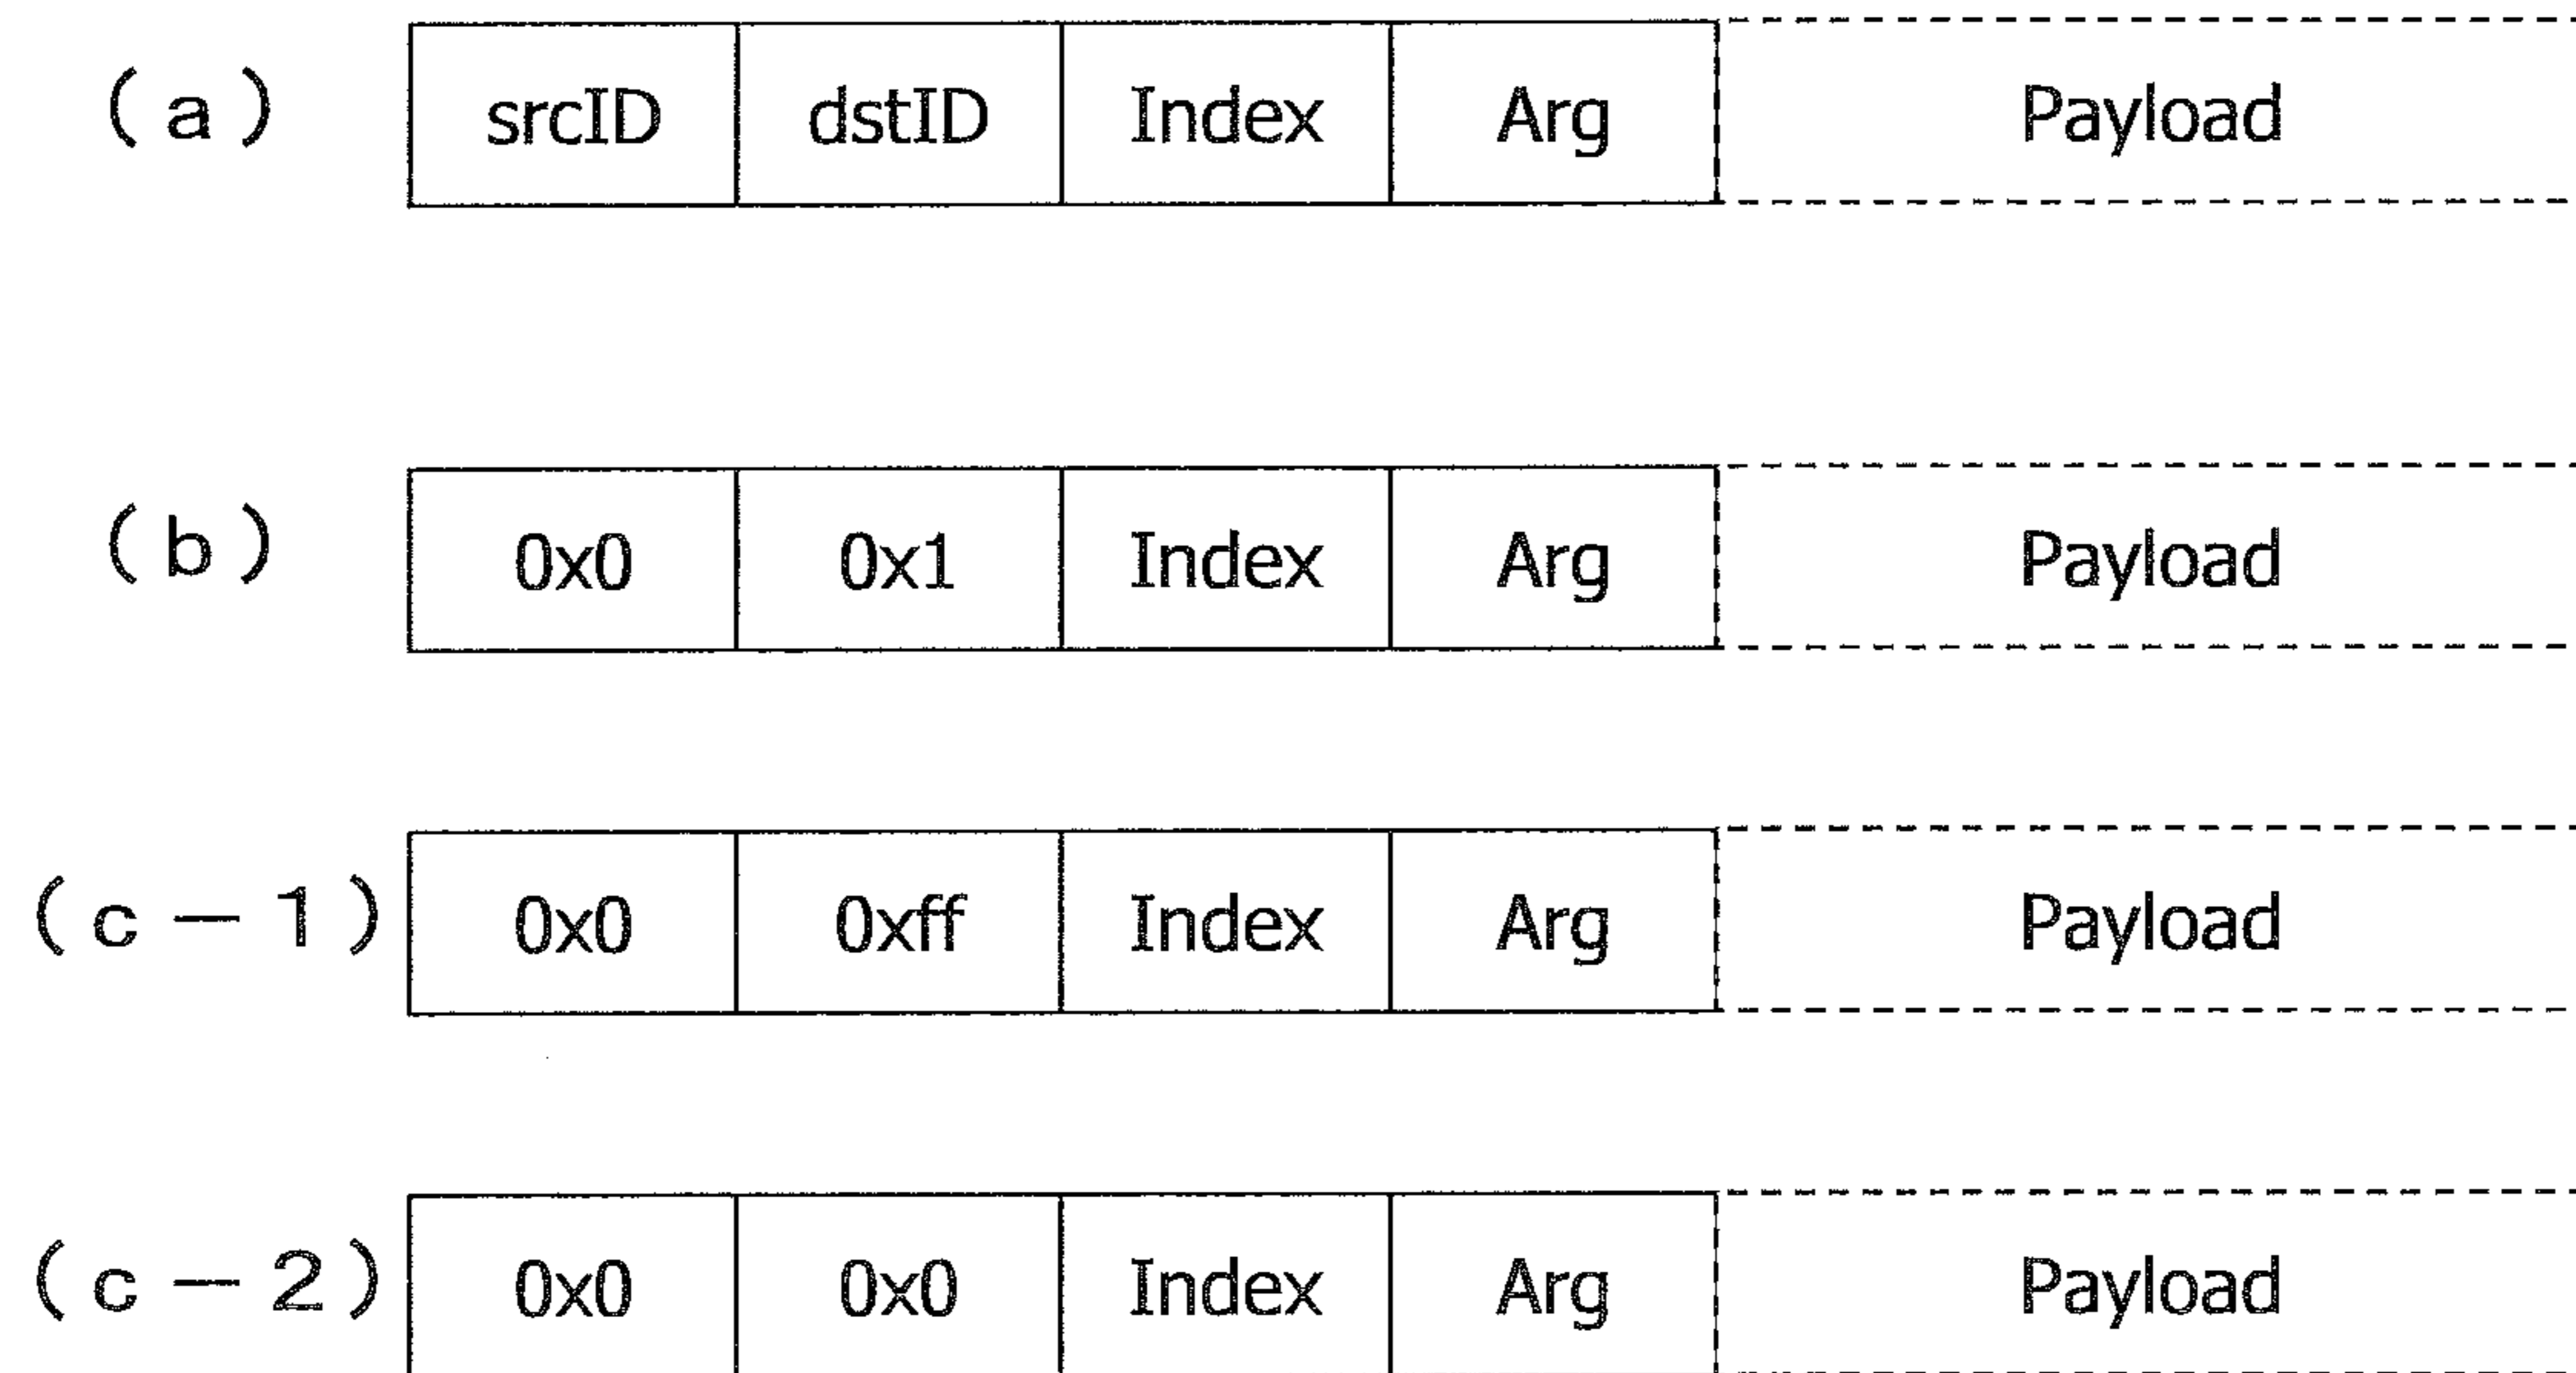 (a) srcID dstID Index Arg Payload
(b) 0x0 0x1 Index Arg Payload
(c-1) 0x0 0xff Index Arg Payload
(c-2) 0x0 0x0 Index Arg Payload